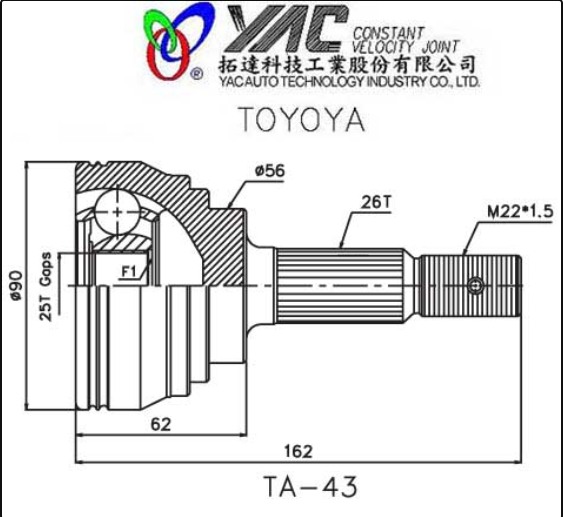 YAC CONSTANT
VELOCITY JOINT
拓達科技工業股份有限公司
®
YAC AUTO TECHNOLOGY INDUSTRY CO., LTD.
TOYOYA
ø56
26T
M22*1.5
F1
25T Gaps
ø90
62
162
TA-43